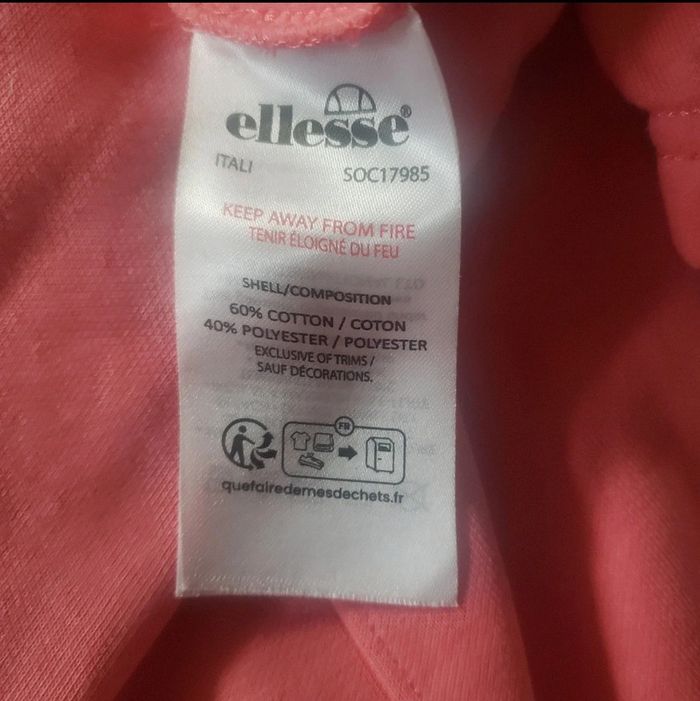 ellesse®
ITALI SOC17985
KEEP AWAY FROM FIRE
TENIR ÉLOIGNÉ DU FEU
SHELL/COMPOSITION
60% COTTON / COTON
40% POLYESTER / POLYESTER
EXCLUSIVE OF TRIMS /
SAUF DÉCORATIONS.
FR
quefairedemesdechets.fr